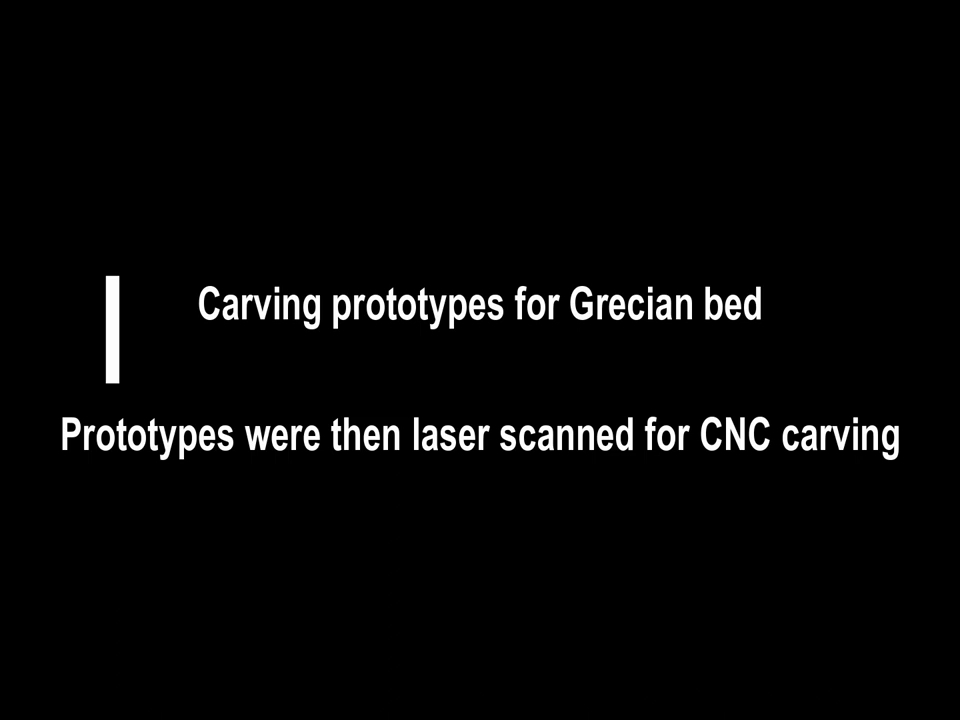 Carving prototypes for Grecian bed
Prototypes were then laser scanned for CNC carving